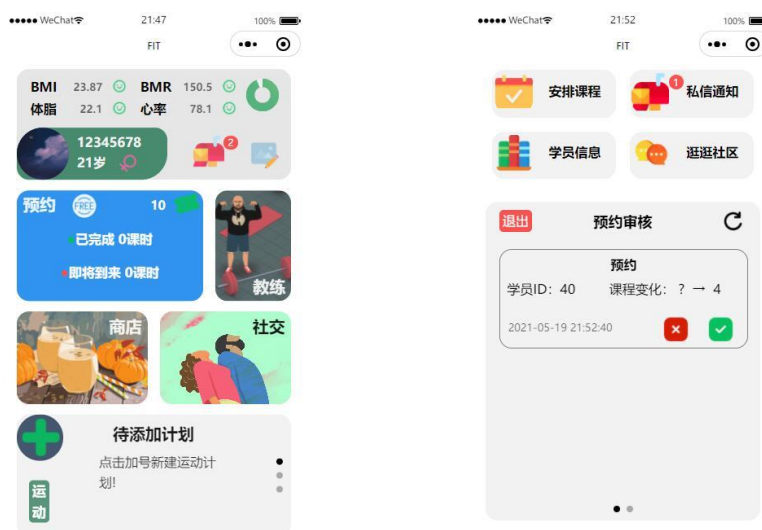 ●●●●● WeChat
21:47
100%
FIT
BMI 23.87 BMR 150.5
体脂 22.1 心率 78.1
12345678
21岁
2
预约 FREE 10
已完成 0课时
即将到来 0课时
教练
商店
社交
待添加计划
点击加号新建运动计
划!
运
动
●●●●● WeChat
21:52
100%
FIT
安排课程
1
私信通知
学员信息
逛逛社区
退出
预约审核
预约
学员ID: 40 课程变化: ? → 4
2021-05-19 21:52:40